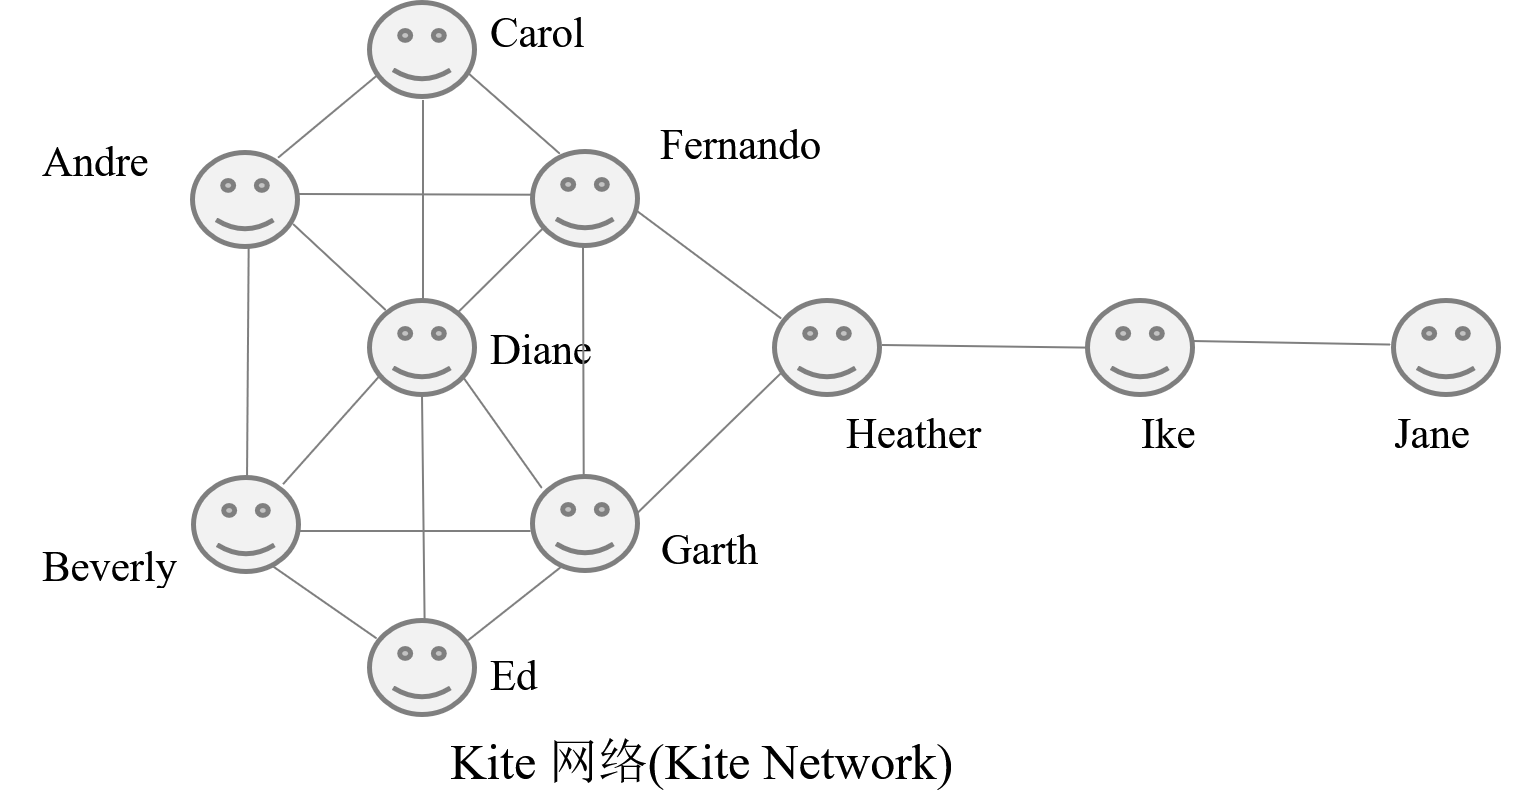 Carol
Andre
Fernando
Diane
Heather
Ike
Jane
Beverly
Garth
Ed
Kite 网络(Kite Network)